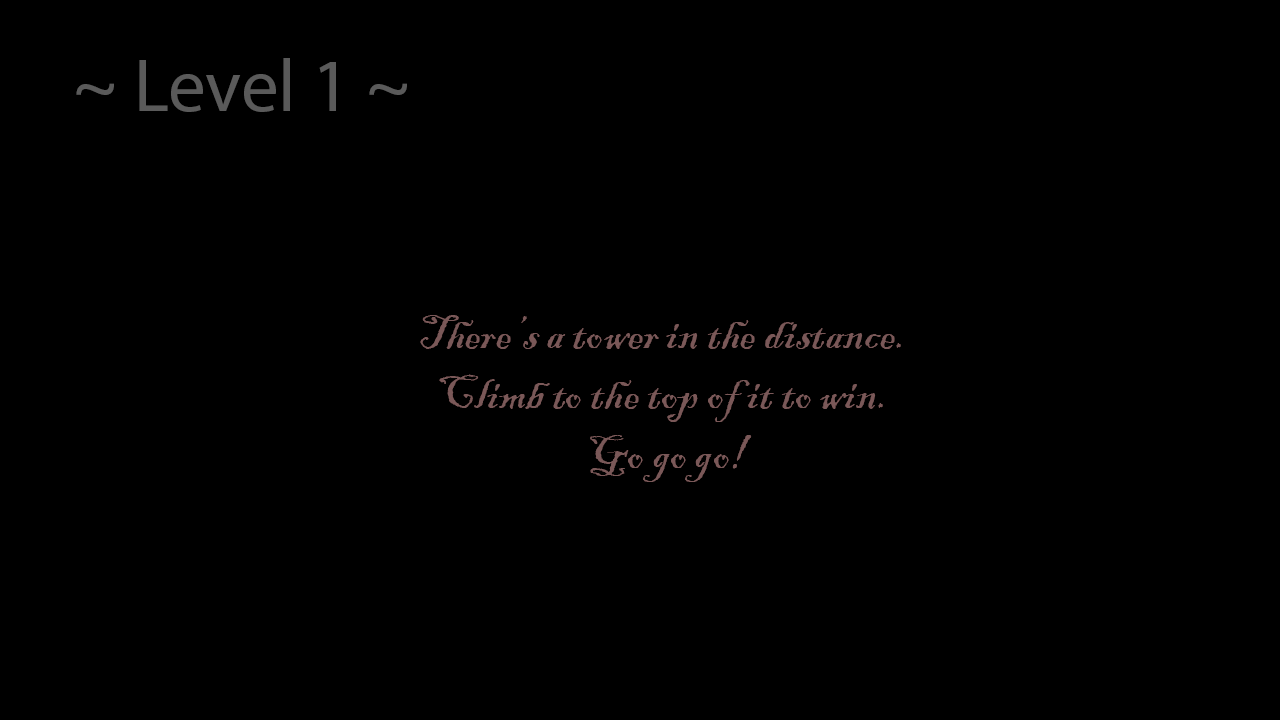 ~ Level 1 ~
There's a tower in the distance.
Climb to the top of it to win.
Go go go!